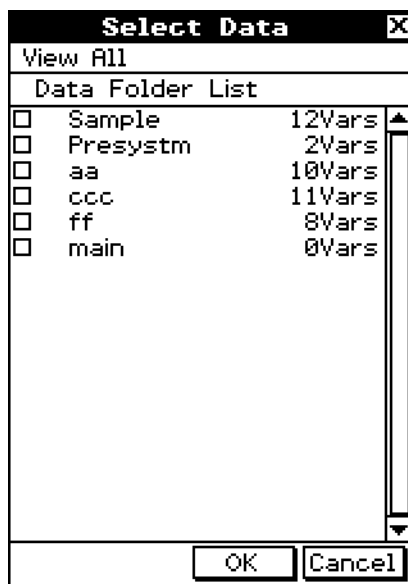 Select Data
View All
Data Folder List
Sample 12Vars
Presystm 2Vars
aa 10Vars
ccc 11Vars
ff 8Vars
main 0Vars
OK Cancel